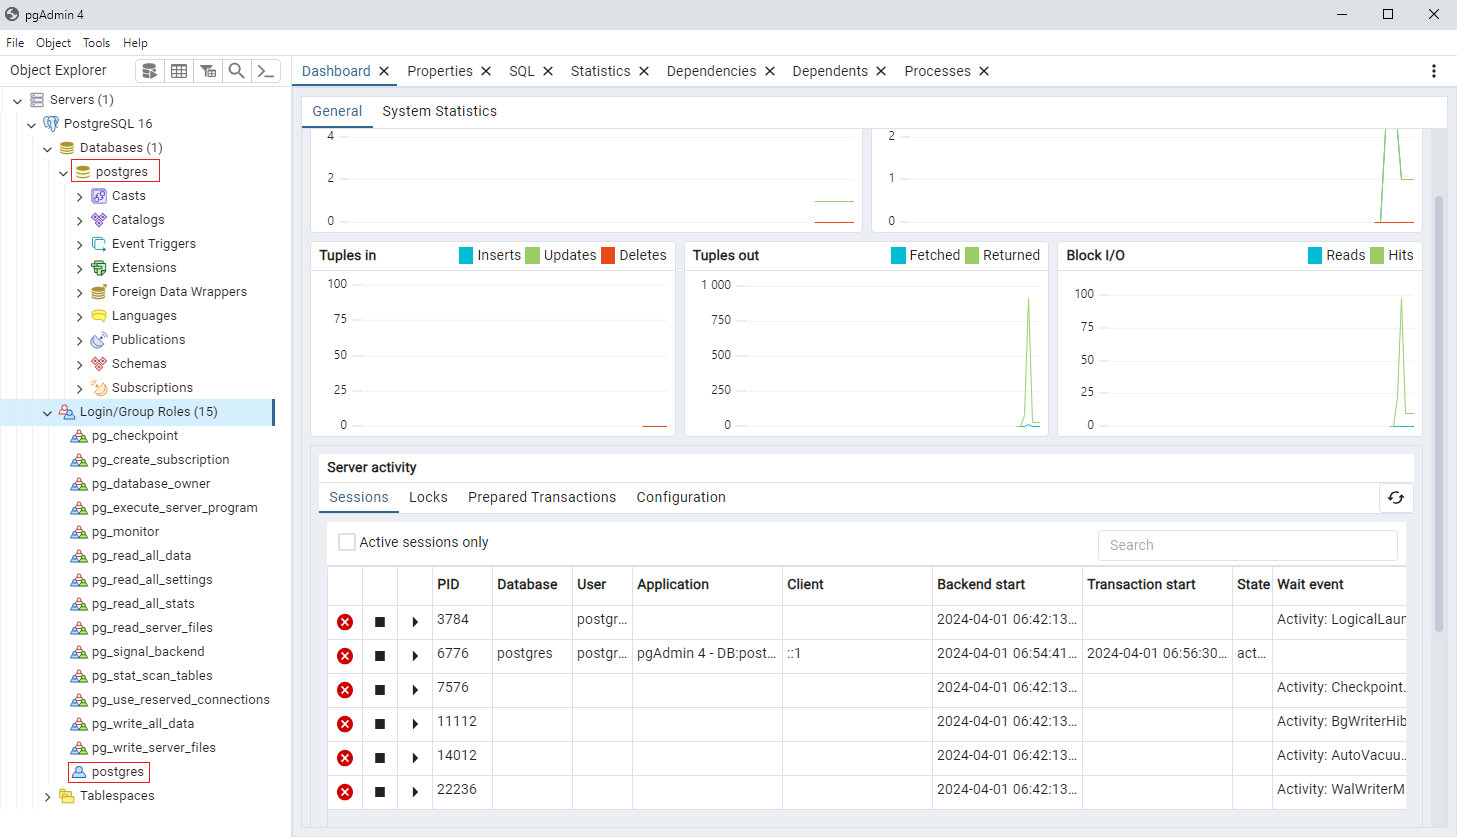 pgAdmin 4
File Object Tools Help
Object Explorer
Dashboard Properties SQL Statistics Dependencies Dependents Processes
Servers (1)
PostgreSQL 16
Databases (1)
postgres
Casts
Catalogs
Event Triggers
Extensions
Foreign Data Wrappers
Languages
Publications
Schemas
Subscriptions
Login/Group Roles (15)
pg_checkpoint
pg_create_subscription
pg_database_owner
pg_execute_server_program
pg_monitor
pg_read_all_data
pg_read_all_settings
pg_read_all_stats
pg_read_server_files
pg_signal_backend
pg_stat_scan_tables
pg_use_reserved_connections
pg_write_all_data
pg_write_server_files
postgres
Tablespaces
General System Statistics
4
2
0
2
1
0
Tuples in Inserts Updates Deletes
100
75
50
25
0
Tuples out Fetched Returned
1 000
750
500
250
0
Block I/O Reads Hits
100
75
50
25
0
Server activity
Sessions Locks Prepared Transactions Configuration
Active sessions only Search
PID Database User Application Client Backend start Transaction start State Wait event
3784 postgr... 2024-04-01 06:42:13... Activity: LogicalLaun
6776 postgres postgr... pgAdmin 4 - DB:post... ::1 2024-04-01 06:54:41... 2024-04-01 06:56:30... act...
7576 2024-04-01 06:42:13... Activity: Checkpoint.
11112 2024-04-01 06:42:13... Activity: BgWriterHib
14012 2024-04-01 06:42:13... Activity: AutoVacuu..
22236 2024-04-01 06:42:13... Activity: WalWriterM